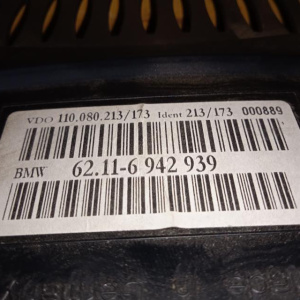 VDO 110.080.213/173 Ident 213/173 000889
BMW 62.11-6 942 939